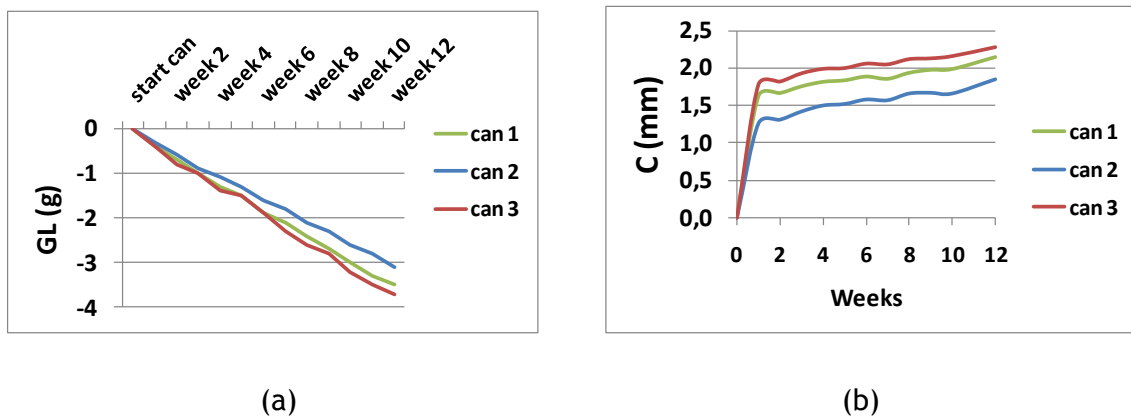 start can
week 2
week 4
week 6
week 8
week 10
week 12
0
-1
-2
-3
-4
GL (g)
can 1
can 2
can 3
(a)
2,5
2,0
1,5
1,0
0,5
0,0
C (mm)
0 2 4 6 8 10 12
Weeks
can 1
can 2
can 3
(b)